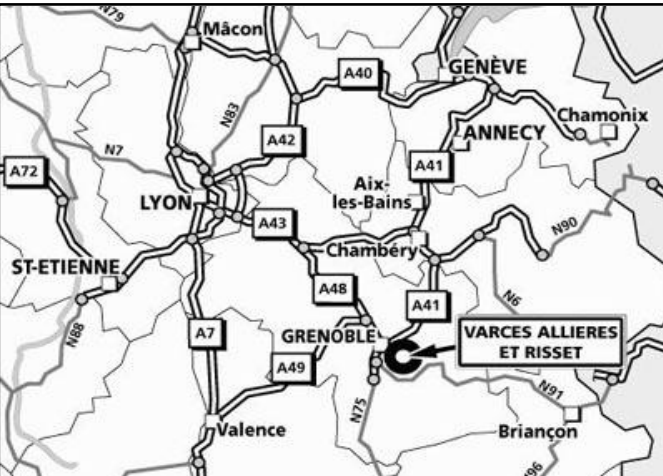 N79
Mâcon
A40
GENÈVE
N83
Chamonix
A42
ANNECY
N7
A41
A72
Aix-
les-Bains
LYON
A43
N90
Chambéry
ST-ETIENNE
A48
N6
A41
N88
A7
GRENOBLE
VARCES ALLIERES
ET RISSET
A49
N91
N75
Valence
Briançon
N96